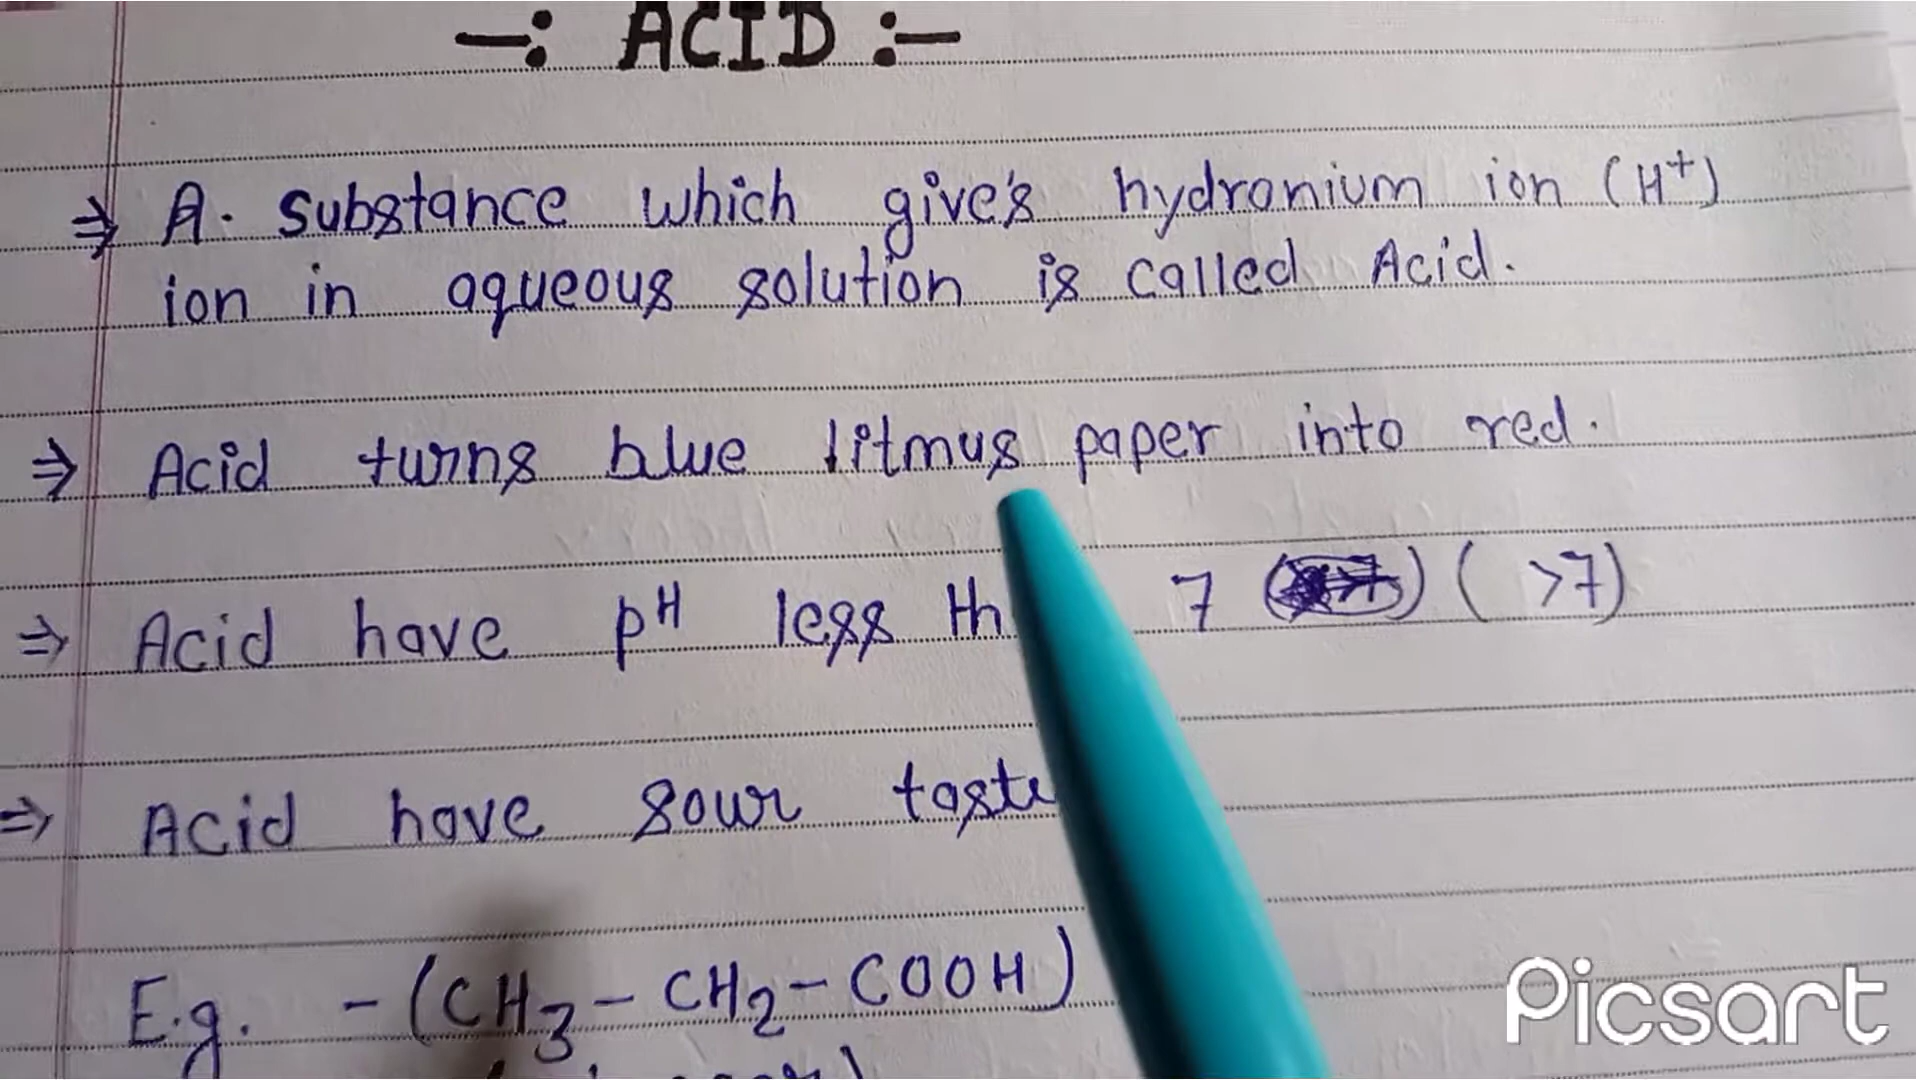 —: ACID :—
⇒ A. substance which give's hydronium ion (H⁺)
ion in aqueous solution is called Acid.
⇒ Acid turns blue litmus paper into red.
⇒ Acid have pH less th 7 ( >7)
⇒ Acid have sour taste
E.g. - (CH₃ - CH₂ - COOH)
Picsart